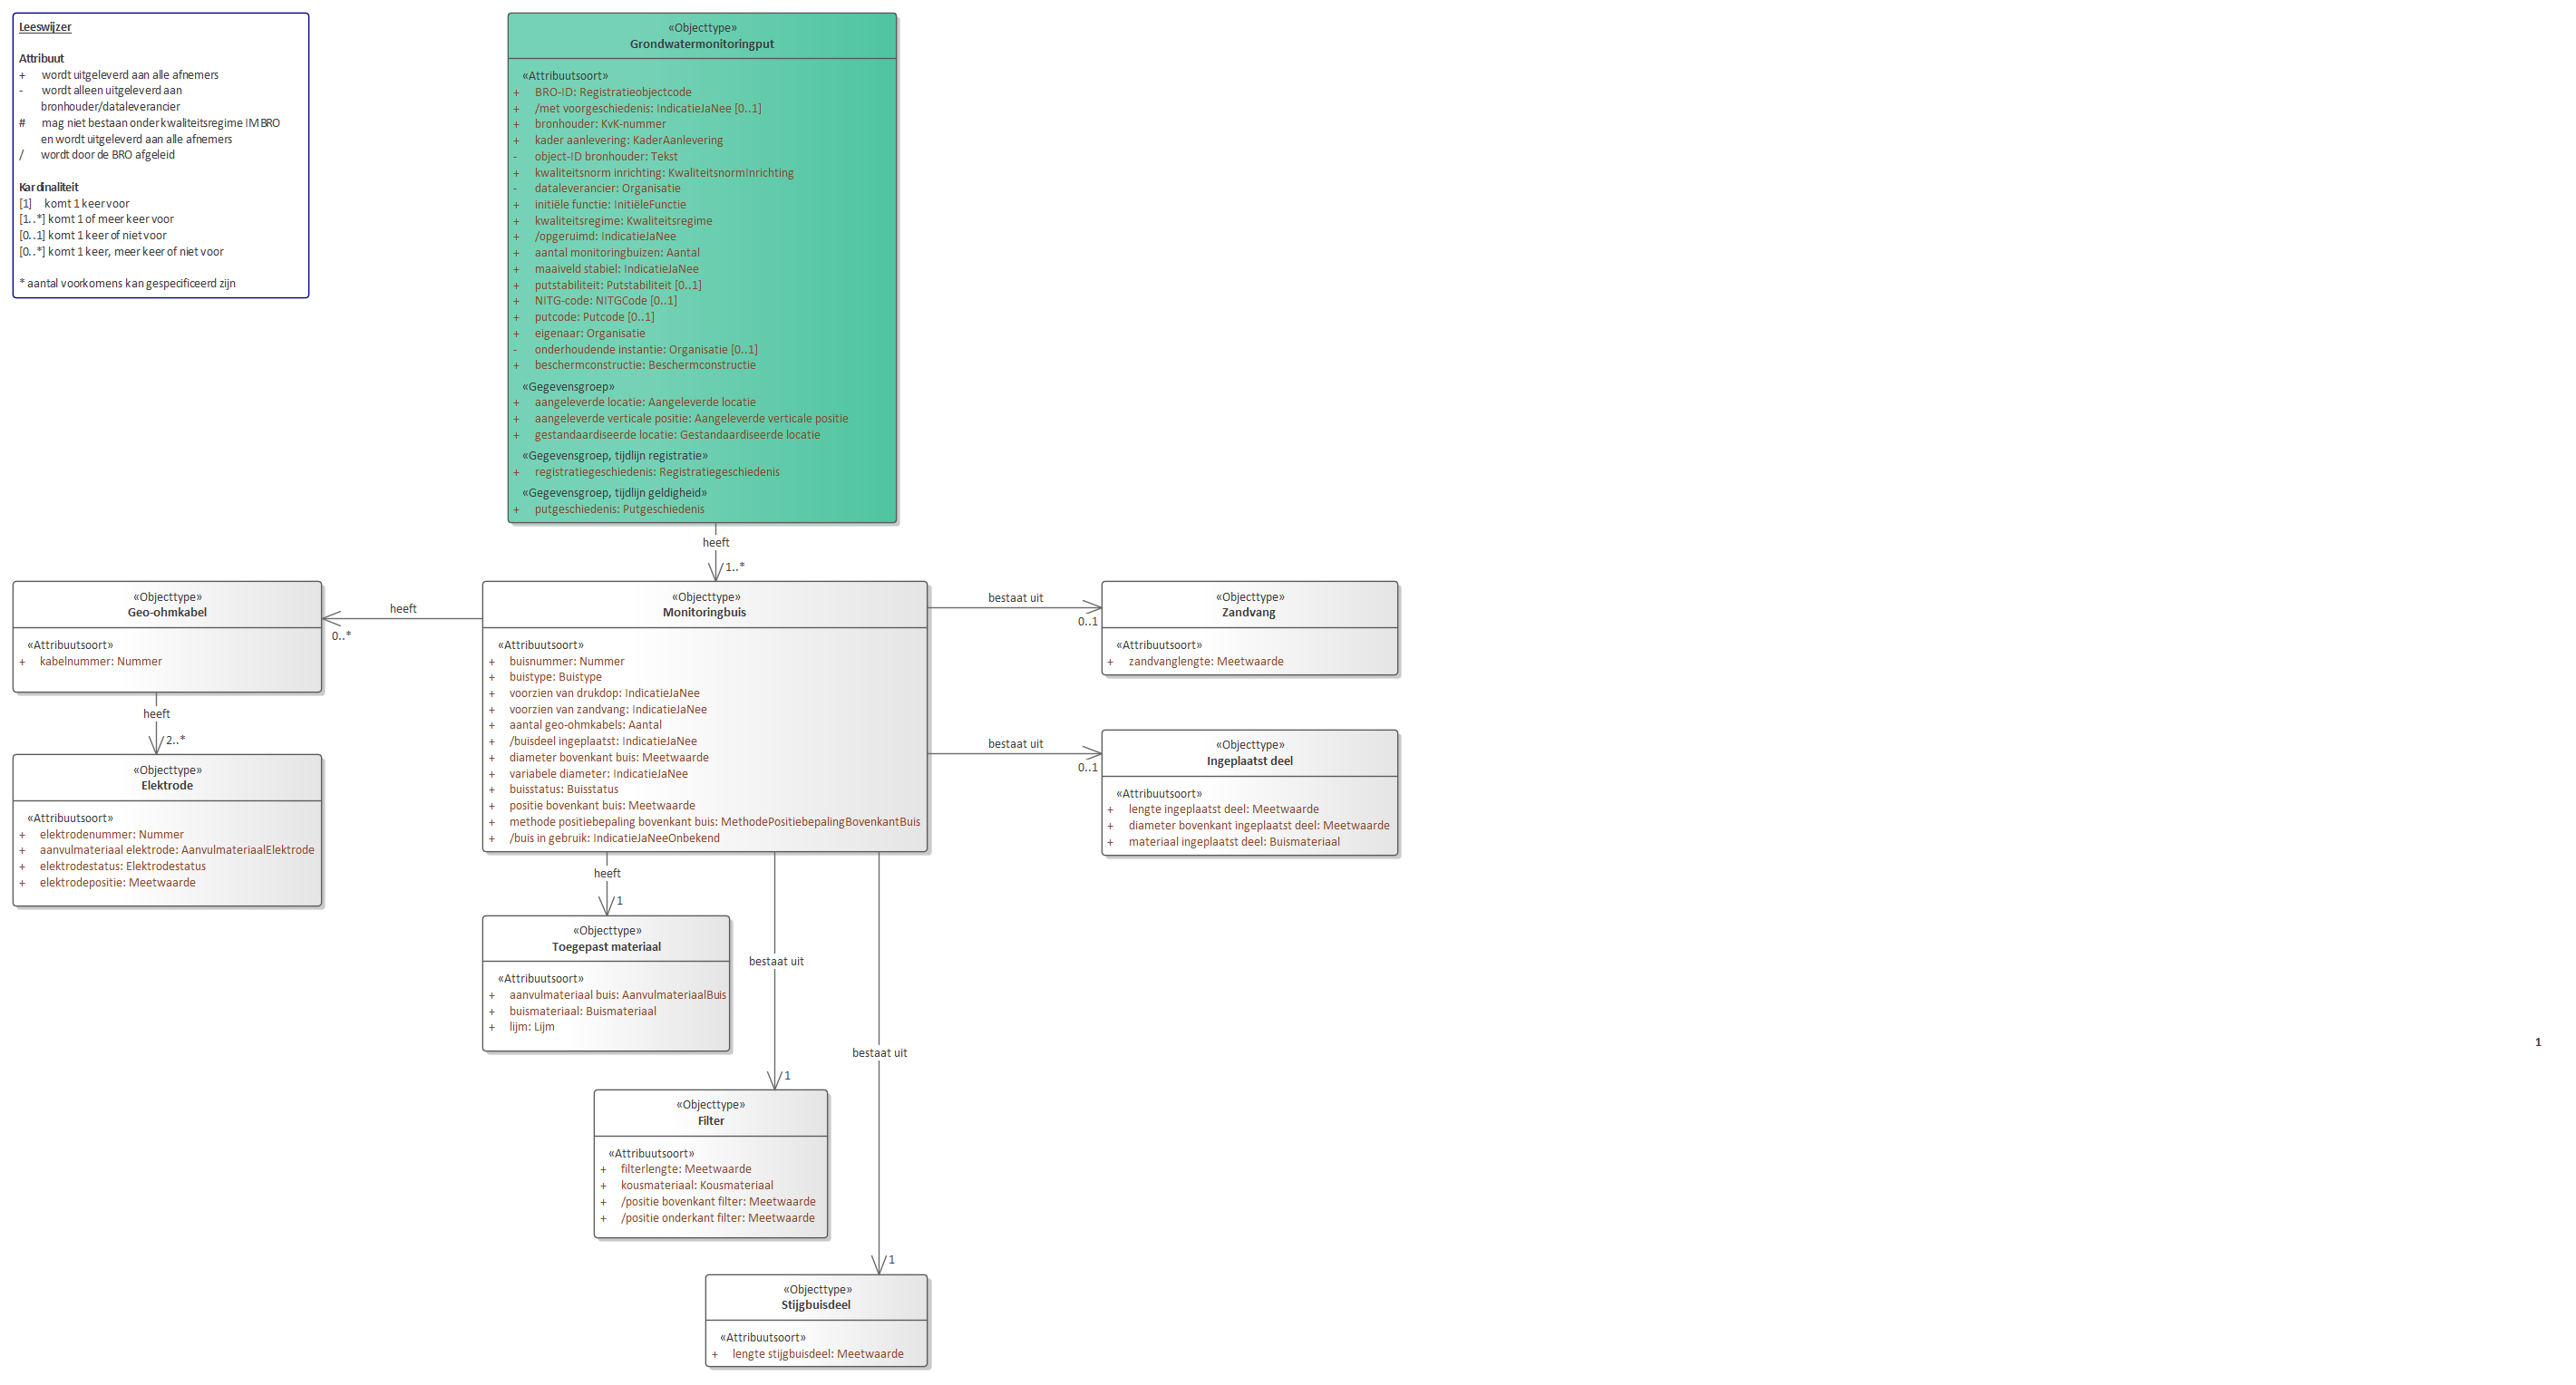 Leeswijzer
Attribuut
+ wordt uitgeleverd aan alle afnemers
- wordt alleen uitgeleverd aan
bronhouder/dataleverancier
# mag niet bestaan onder kwaliteitsregime IMBRO
en wordt uitgeleverd aan alle afnemers
/ wordt door de BRO afgeleid
Kardinaliteit
[1] komt 1 keer voor
[1..*] komt 1 of meer keer voor
[0..1] komt 1 keer of niet voor
[0..*] komt 1 keer, meer keer of niet voor
* aantal voorkomens kan gespecificeerd zijn
«Objecttype»
Grondwatermonitoringput
«Attribuutsoort»
+ BRO-ID: Registratieobjectcode
+ /met voorgeschiedenis: IndicatieJaNee [0..1]
+ bronhouder: KvK-nummer
+ kader aanlevering: KaderAanlevering
- object-ID bronhouder: Tekst
+ kwaliteitsnorm inrichting: KwaliteitsnormInrichting
- dataleverancier: Organisatie
+ initiële functie: InitiëleFunctie
+ kwaliteitsregime: Kwaliteitsregime
+ /opgeruimd: IndicatieJaNee
+ aantal monitoringbuizen: Aantal
+ maaiveld stabiel: IndicatieJaNee
+ putstabiliteit: Putstabiliteit [0..1]
+ NITG-code: NITGCode [0..1]
+ putcode: Putcode [0..1]
+ eigenaar: Organisatie
- onderhoudende instantie: Organisatie [0..1]
+ beschermconstructie: Beschermconstructie
«Gegevensgroep»
+ aangeleverde locatie: Aangeleverde locatie
+ aangeleverde verticale positie: Aangeleverde verticale positie
+ gestandaardiseerde locatie: Gestandaardiseerde locatie
«Gegevensgroep, tijdlijn registratie»
+ registratiegeschiedenis: Registratiegeschiedenis
«Gegevensgroep, tijdlijn geldigheid»
+ putgeschiedenis: Putgeschiedenis
heeft
1..*
«Objecttype»
Geo-ohmkabel
«Attribuutsoort»
+ kabelnummer: Nummer
heeft
0..*
heeft
2..*
«Objecttype»
Elektrode
«Attribuutsoort»
+ elektrodenummer: Nummer
+ aanvulmateriaal elektrode: AanvulmateriaalElektrode
+ elektrodestatus: Elektrodestatus
+ elektrodepositie: Meetwaarde
«Objecttype»
Monitoringbuis
«Attribuutsoort»
+ buisnummer: Nummer
+ buistype: Buistype
+ voorzien van drukdop: IndicatieJaNee
+ voorzien van zandvang: IndicatieJaNee
+ aantal geo-ohmkabels: Aantal
+ /buisdeel ingeplaatst: IndicatieJaNee
+ diameter bovenkant buis: Meetwaarde
+ variabele diameter: IndicatieJaNee
+ buisstatus: Buisstatus
+ positie bovenkant buis: Meetwaarde
+ methode positiebepaling bovenkant buis: MethodePositiebepalingBovenkantBuis
+ /buis in gebruik: IndicatieJaNeeOnbekend
bestaat uit
0..1
«Objecttype»
Zandvang
«Attribuutsoort»
+ zandvanglengte: Meetwaarde
bestaat uit
0..1
«Objecttype»
Ingeplaatst deel
«Attribuutsoort»
+ lengte ingeplaatst deel: Meetwaarde
+ diameter bovenkant ingeplaatst deel: Meetwaarde
+ materiaal ingeplaatst deel: Buismateriaal
heeft
1
«Objecttype»
Toegepast materiaal
«Attribuutsoort»
+ aanvulmateriaal buis: AanvulmateriaalBuis
+ buismateriaal: Buismateriaal
+ lijm: Lijm
bestaat uit
1
«Objecttype»
Filter
«Attribuutsoort»
+ filterlengte: Meetwaarde
+ kousmateriaal: Kousmateriaal
+ /positie bovenkant filter: Meetwaarde
+ /positie onderkant filter: Meetwaarde
bestaat uit
1
«Objecttype»
Stijgbuisdeel
«Attribuutsoort»
+ lengte stijgbuisdeel: Meetwaarde
1